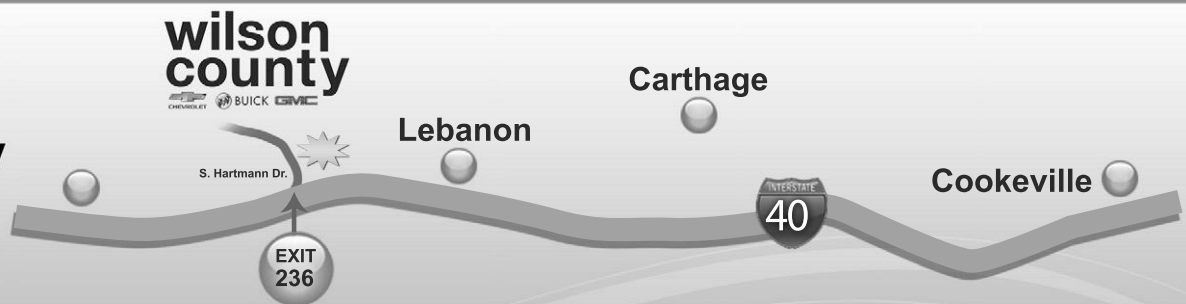 wilson
county
CHEVROLET BUICK GMC
Carthage
Lebanon
S. Hartmann Dr.
Cookeville
INTERSTATE
40
EXIT
236